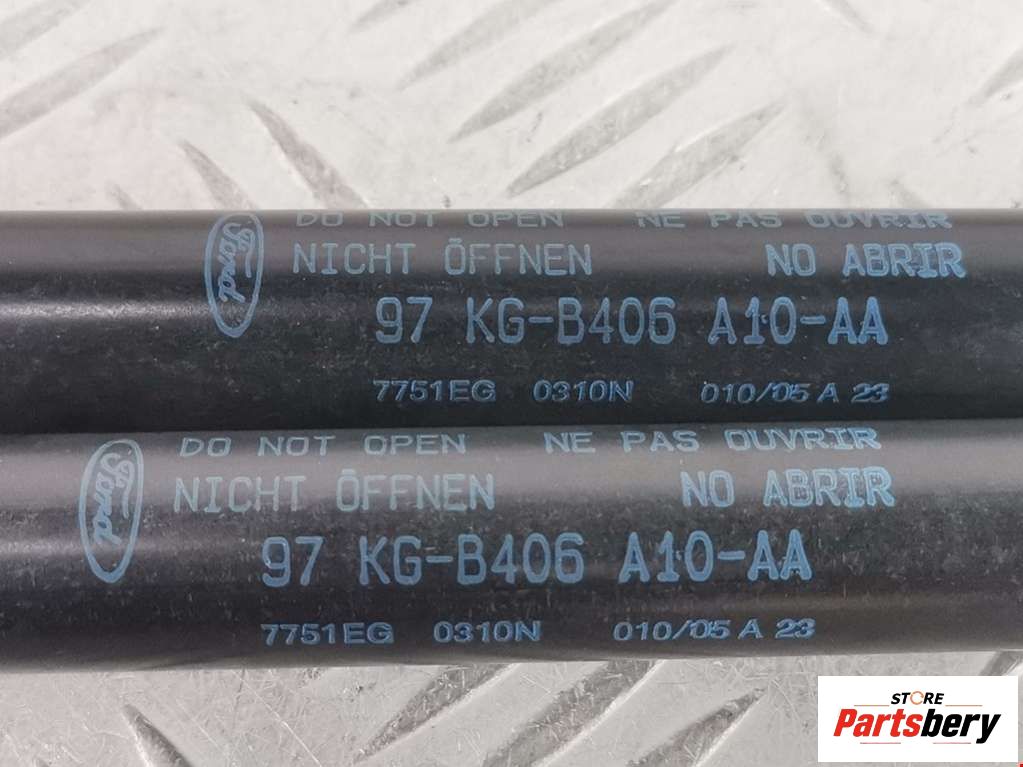 DO NOT OPEN NE PAS OUVRIR
Ford NICHT ÖFFNEN NO ABRIR
97 KG-B406 A10-AA
7751EG 0310N 010/05 A 23
DO NOT OPEN NE PAS OUVRIR
Ford NICHT ÖFFNEN NO ABRIR
97 KG-B406 A10-AA
7751EG 0310N 010/05 A 23
STORE
Partsbery